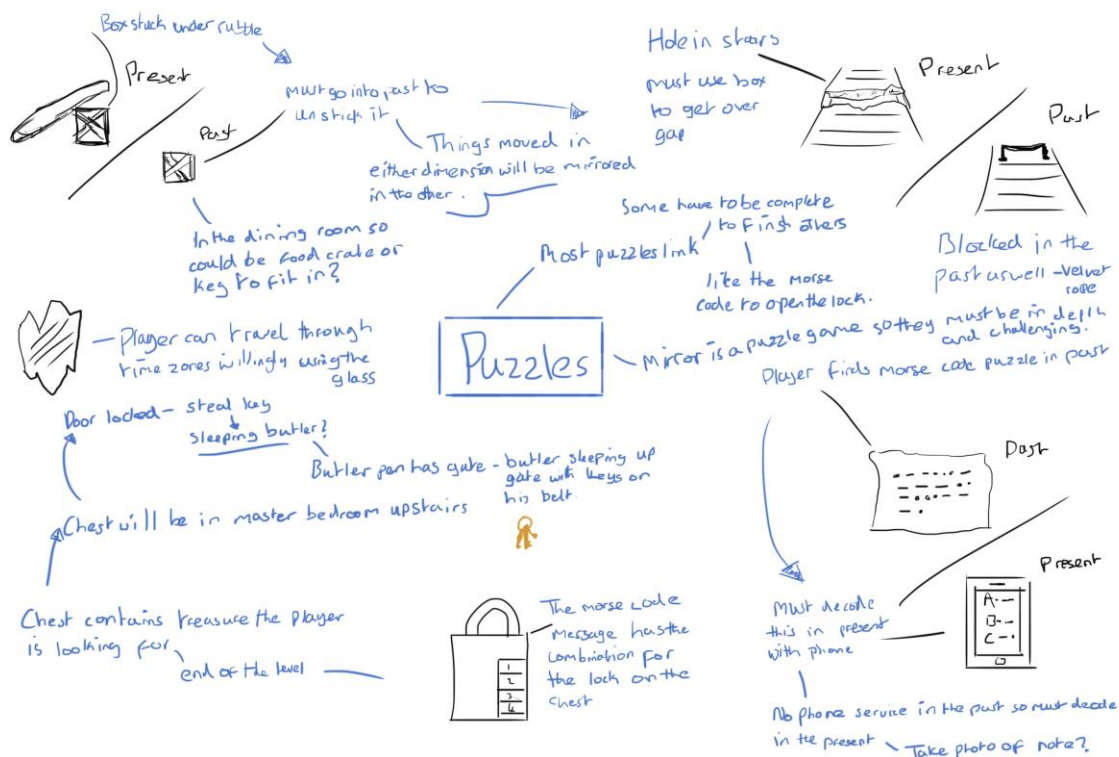 Box stuck under rubble
Present
Past
Must go into past to
unstick it
Things moved in
either dimension will be mirrored
in the other.
In the dining room so
could be food crate or
key to fit in?
Hole in stairs
Must use box
to get over
gap
Present
Past
Blocked in the
past aswell - velvet
rope
Some have to be complete
to finish others
Most puzzles link
like the morse
code to open the lock.
Puzzles
Mirror is a puzzle game so they must be in depth
and challenging.
Player can travel through
time zones willingly using the
glass
Door locked - steal key
sleeping butler?
Butler pen has gate - butler sleeping up
gate with keys on
his belt.
Chest will be in master bedroom upstairs
Chest contains treasure the player
is looking for
end of the level
1
2
3
4
The morse code
message has the
combination for
the lock on the
chest
Player finds morse code puzzle in past
Past
Present
A·—
B—·
C—·
Must decode
this in present
with phone
No phone service in the past so must decode
in the present
Take photo of note?